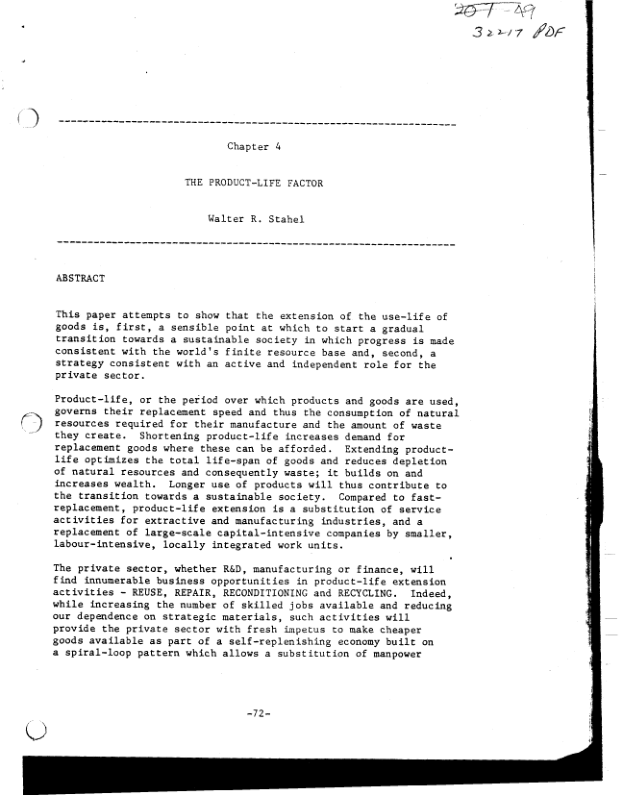 207-49
32217 PDF
Chapter 4
THE PRODUCT-LIFE FACTOR
Walter R. Stahel
ABSTRACT
This paper attempts to show that the extension of the use-life of
goods is, first, a sensible point at which to start a gradual
transition towards a sustainable society in which progress is made
consistent with the world's finite resource base and, second, a
strategy consistent with an active and independent role for the
private sector.
Product-life, or the period over which products and goods are used,
governs their replacement speed and thus the consumption of natural
resources required for their manufacture and the amount of waste
they create. Shortening product-life increases demand for
replacement goods where these can be afforded. Extending product-
life optimizes the total life-span of goods and reduces depletion
of natural resources and consequently waste; it builds on and
increases wealth. Longer use of products will thus contribute to
the transition towards a sustainable society. Compared to fast-
replacement, product-life extension is a substitution of service
activities for extractive and manufacturing industries, and a
replacement of large-scale capital-intensive companies by smaller,
labour-intensive, locally integrated work units.
The private sector, whether R&D, manufacturing or finance, will
find innumerable business opportunities in product-life extension
activities - REUSE, REPAIR, RECONDITIONING and RECYCLING. Indeed,
while increasing the number of skilled jobs available and reducing
our dependence on strategic materials, such activities will
provide the private sector with fresh impetus to make cheaper
goods available as part of a self-replenishing economy built on
a spiral-loop pattern which allows a substitution of manpower
-72-